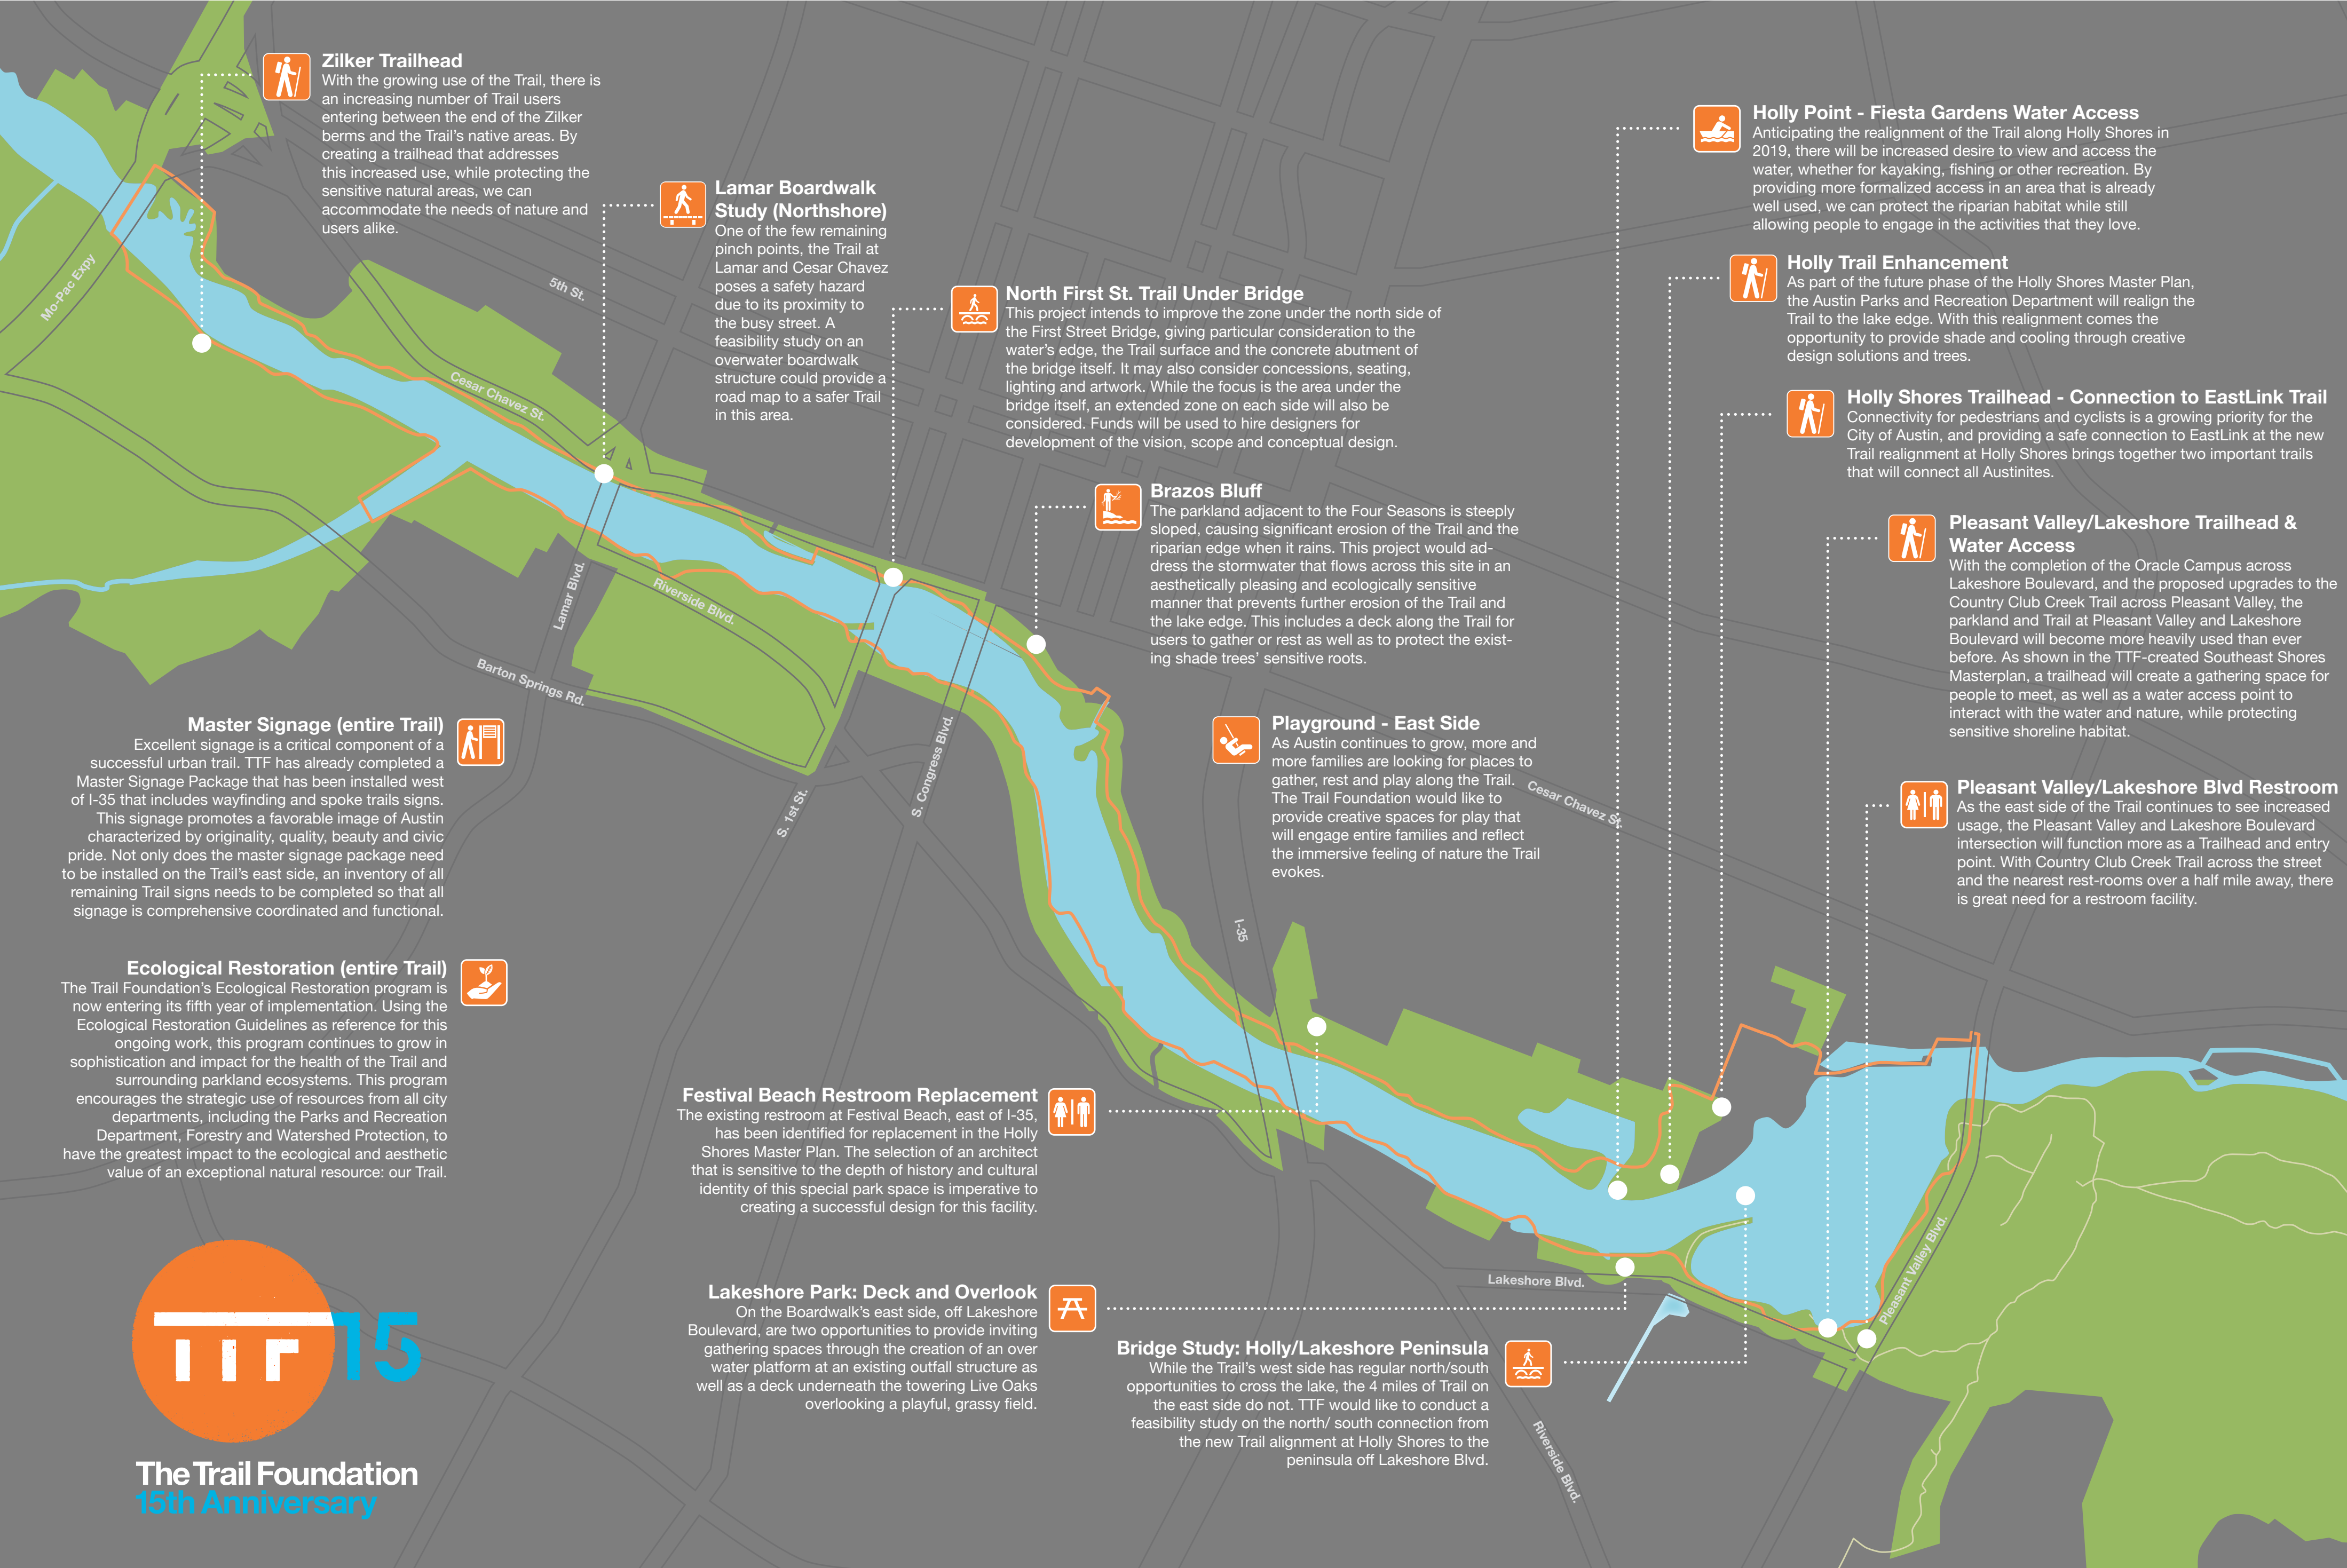 Zilker Trailhead
With the growing use of the Trail, there is
an increasing number of Trail users
entering between the end of the Zilker
berms and the Trail's native areas. By
creating a trailhead that addresses
this increased use, while protecting the
sensitive natural areas, we can
accommodate the needs of nature and
users alike.
Lamar Boardwalk
Study (Northshore)
One of the few remaining
pinch points, the Trail at
Lamar and Cesar Chavez
poses a safety hazard
due to its proximity to
the busy street. A
feasibility study on an
overwater boardwalk
structure could provide a
road map to a safer Trail
in this area.
North First St. Trail Under Bridge
This project intends to improve the zone under the north side of
the First Street Bridge, giving particular consideration to the
water's edge, the Trail surface and the concrete abutment of
the bridge itself. It may also consider concessions, seating,
lighting and artwork. While the focus is the area under the
bridge itself, an extended zone on each side will also be
considered. Funds will be used to hire designers for
development of the vision, scope and conceptual design.
Brazos Bluff
The parkland adjacent to the Four Seasons is steeply
sloped, causing significant erosion of the Trail and the
riparian edge when it rains. This project would ad-
dress the stormwater that flows across this site in an
aesthetically pleasing and ecologically sensitive
manner that prevents further erosion of the Trail and
the lake edge. This includes a deck along the Trail for
users to gather or rest as well as to protect the exist-
ing shade trees' sensitive roots.
Playground - East Side
As Austin continues to grow, more and
more families are looking for places to
gather, rest and play along the Trail.
The Trail Foundation would like to
provide creative spaces for play that
will engage entire families and reflect
the immersive feeling of nature the Trail
evokes.
Holly Point - Fiesta Gardens Water Access
Anticipating the realignment of the Trail along Holly Shores in
2019, there will be increased desire to view and access the
water, whether for kayaking, fishing or other recreation. By
providing more formalized access in an area that is already
well used, we can protect the riparian habitat while still
allowing people to engage in the activities that they love.
Holly Trail Enhancement
As part of the future phase of the Holly Shores Master Plan,
the Austin Parks and Recreation Department will realign the
Trail to the lake edge. With this realignment comes the
opportunity to provide shade and cooling through creative
design solutions and trees.
Holly Shores Trailhead - Connection to EastLink Trail
Connectivity for pedestrians and cyclists is a growing priority for the
City of Austin, and providing a safe connection to EastLink at the new
Trail realignment at Holly Shores brings together two important trails
that will connect all Austinites.
Pleasant Valley/Lakeshore Trailhead &
Water Access
With the completion of the Oracle Campus across
Lakeshore Boulevard, and the proposed upgrades to the
Country Club Creek Trail across Pleasant Valley, the
parkland and Trail at Pleasant Valley and Lakeshore
Boulevard will become more heavily used than ever
before. As shown in the TTF-created Southeast Shores
Masterplan, a trailhead will create a gathering space for
people to meet, as well as a water access point to
interact with the water and nature, while protecting
sensitive shoreline habitat.
Pleasant Valley/Lakeshore Blvd Restroom
As the east side of the Trail continues to see increased
usage, the Pleasant Valley and Lakeshore Boulevard
intersection will function more as a Trailhead and entry
point. With Country Club Creek Trail across the street
and the nearest rest-rooms over a half mile away, there
is great need for a restroom facility.
Master Signage (entire Trail)
Excellent signage is a critical component of a
successful urban trail. TTF has already completed a
Master Signage Package that has been installed west
of I-35 that includes wayfinding and spoke trails signs.
This signage promotes a favorable image of Austin
characterized by originality, quality, beauty and civic
pride. Not only does the master signage package need
to be installed on the Trail's east side, an inventory of all
remaining Trail signs needs to be completed so that all
signage is comprehensive coordinated and functional.
Ecological Restoration (entire Trail)
The Trail Foundation's Ecological Restoration program is
now entering its fifth year of implementation. Using the
Ecological Restoration Guidelines as reference for this
ongoing work, this program continues to grow in
sophistication and impact for the health of the Trail and
surrounding parkland ecosystems. This program
encourages the strategic use of resources from all city
departments, including the Parks and Recreation
Department, Forestry and Watershed Protection, to
have the greatest impact to the ecological and aesthetic
value of an exceptional natural resource: our Trail.
Festival Beach Restroom Replacement
The existing restroom at Festival Beach, east of I-35,
has been identified for replacement in the Holly
Shores Master Plan. The selection of an architect
that is sensitive to the depth of history and cultural
identity of this special park space is imperative to
creating a successful design for this facility.
Lakeshore Park: Deck and Overlook
On the Boardwalk's east side, off Lakeshore
Boulevard, are two opportunities to provide inviting
gathering spaces through the creation of an over
water platform at an existing outfall structure as
well as a deck underneath the towering Live Oaks
overlooking a playful, grassy field.
Bridge Study: Holly/Lakeshore Peninsula
While the Trail's west side has regular north/south
opportunities to cross the lake, the 4 miles of Trail on
the east side do not. TTF would like to conduct a
feasibility study on the north/ south connection from
the new Trail alignment at Holly Shores to the
peninsula off Lakeshore Blvd.
Mo-Pac Expy
5th St.
Cesar Chavez St.
Lamar Blvd.
Riverside Blvd.
Barton Springs Rd.
S. 1st St.
S. Congress Blvd.
I-35
Cesar Chavez St.
Lakeshore Blvd.
Pleasant Valley Blvd.
Riverside Blvd.
TTF 15
The Trail Foundation
15th Anniversary